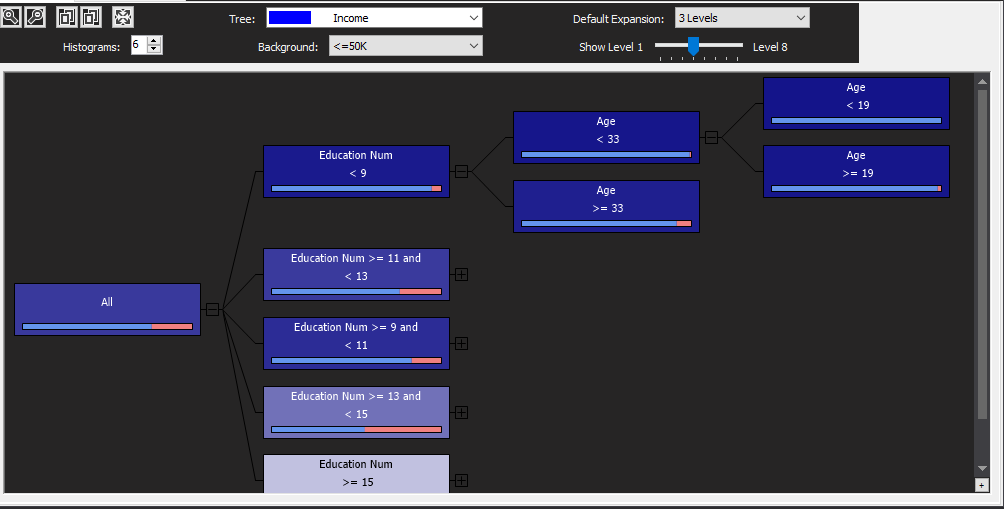 Tree: Income Default Expansion: 3 Levels
Histograms: 6 Background: <=50K Show Level 1 Level 8
Age
< 19
Age
< 33
Education Num
< 9
Age
>= 19
Age
>= 33
Education Num >= 11 and
< 13
All
Education Num >= 9 and
< 11
Education Num >= 13 and
< 15
Education Num
>= 15